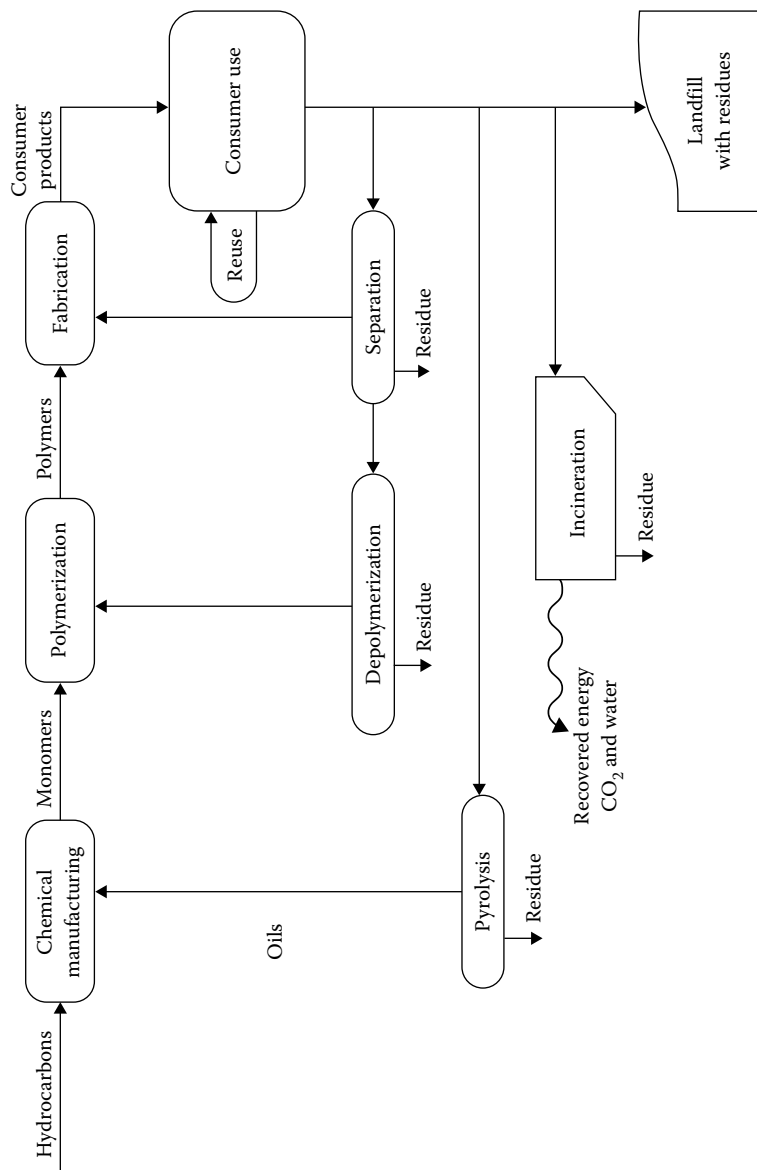 Hydrocarbons
Chemical
manufacturing
Monomers
Polymerization
Polymers
Fabrication
Consumer
products
Consumer use
Reuse
Separation
Residue
Depolymerization
Residue
Oils
Pyrolysis
Residue
Incineration
Residue
Recovered energy
CO₂ and water
Landfill
with residues